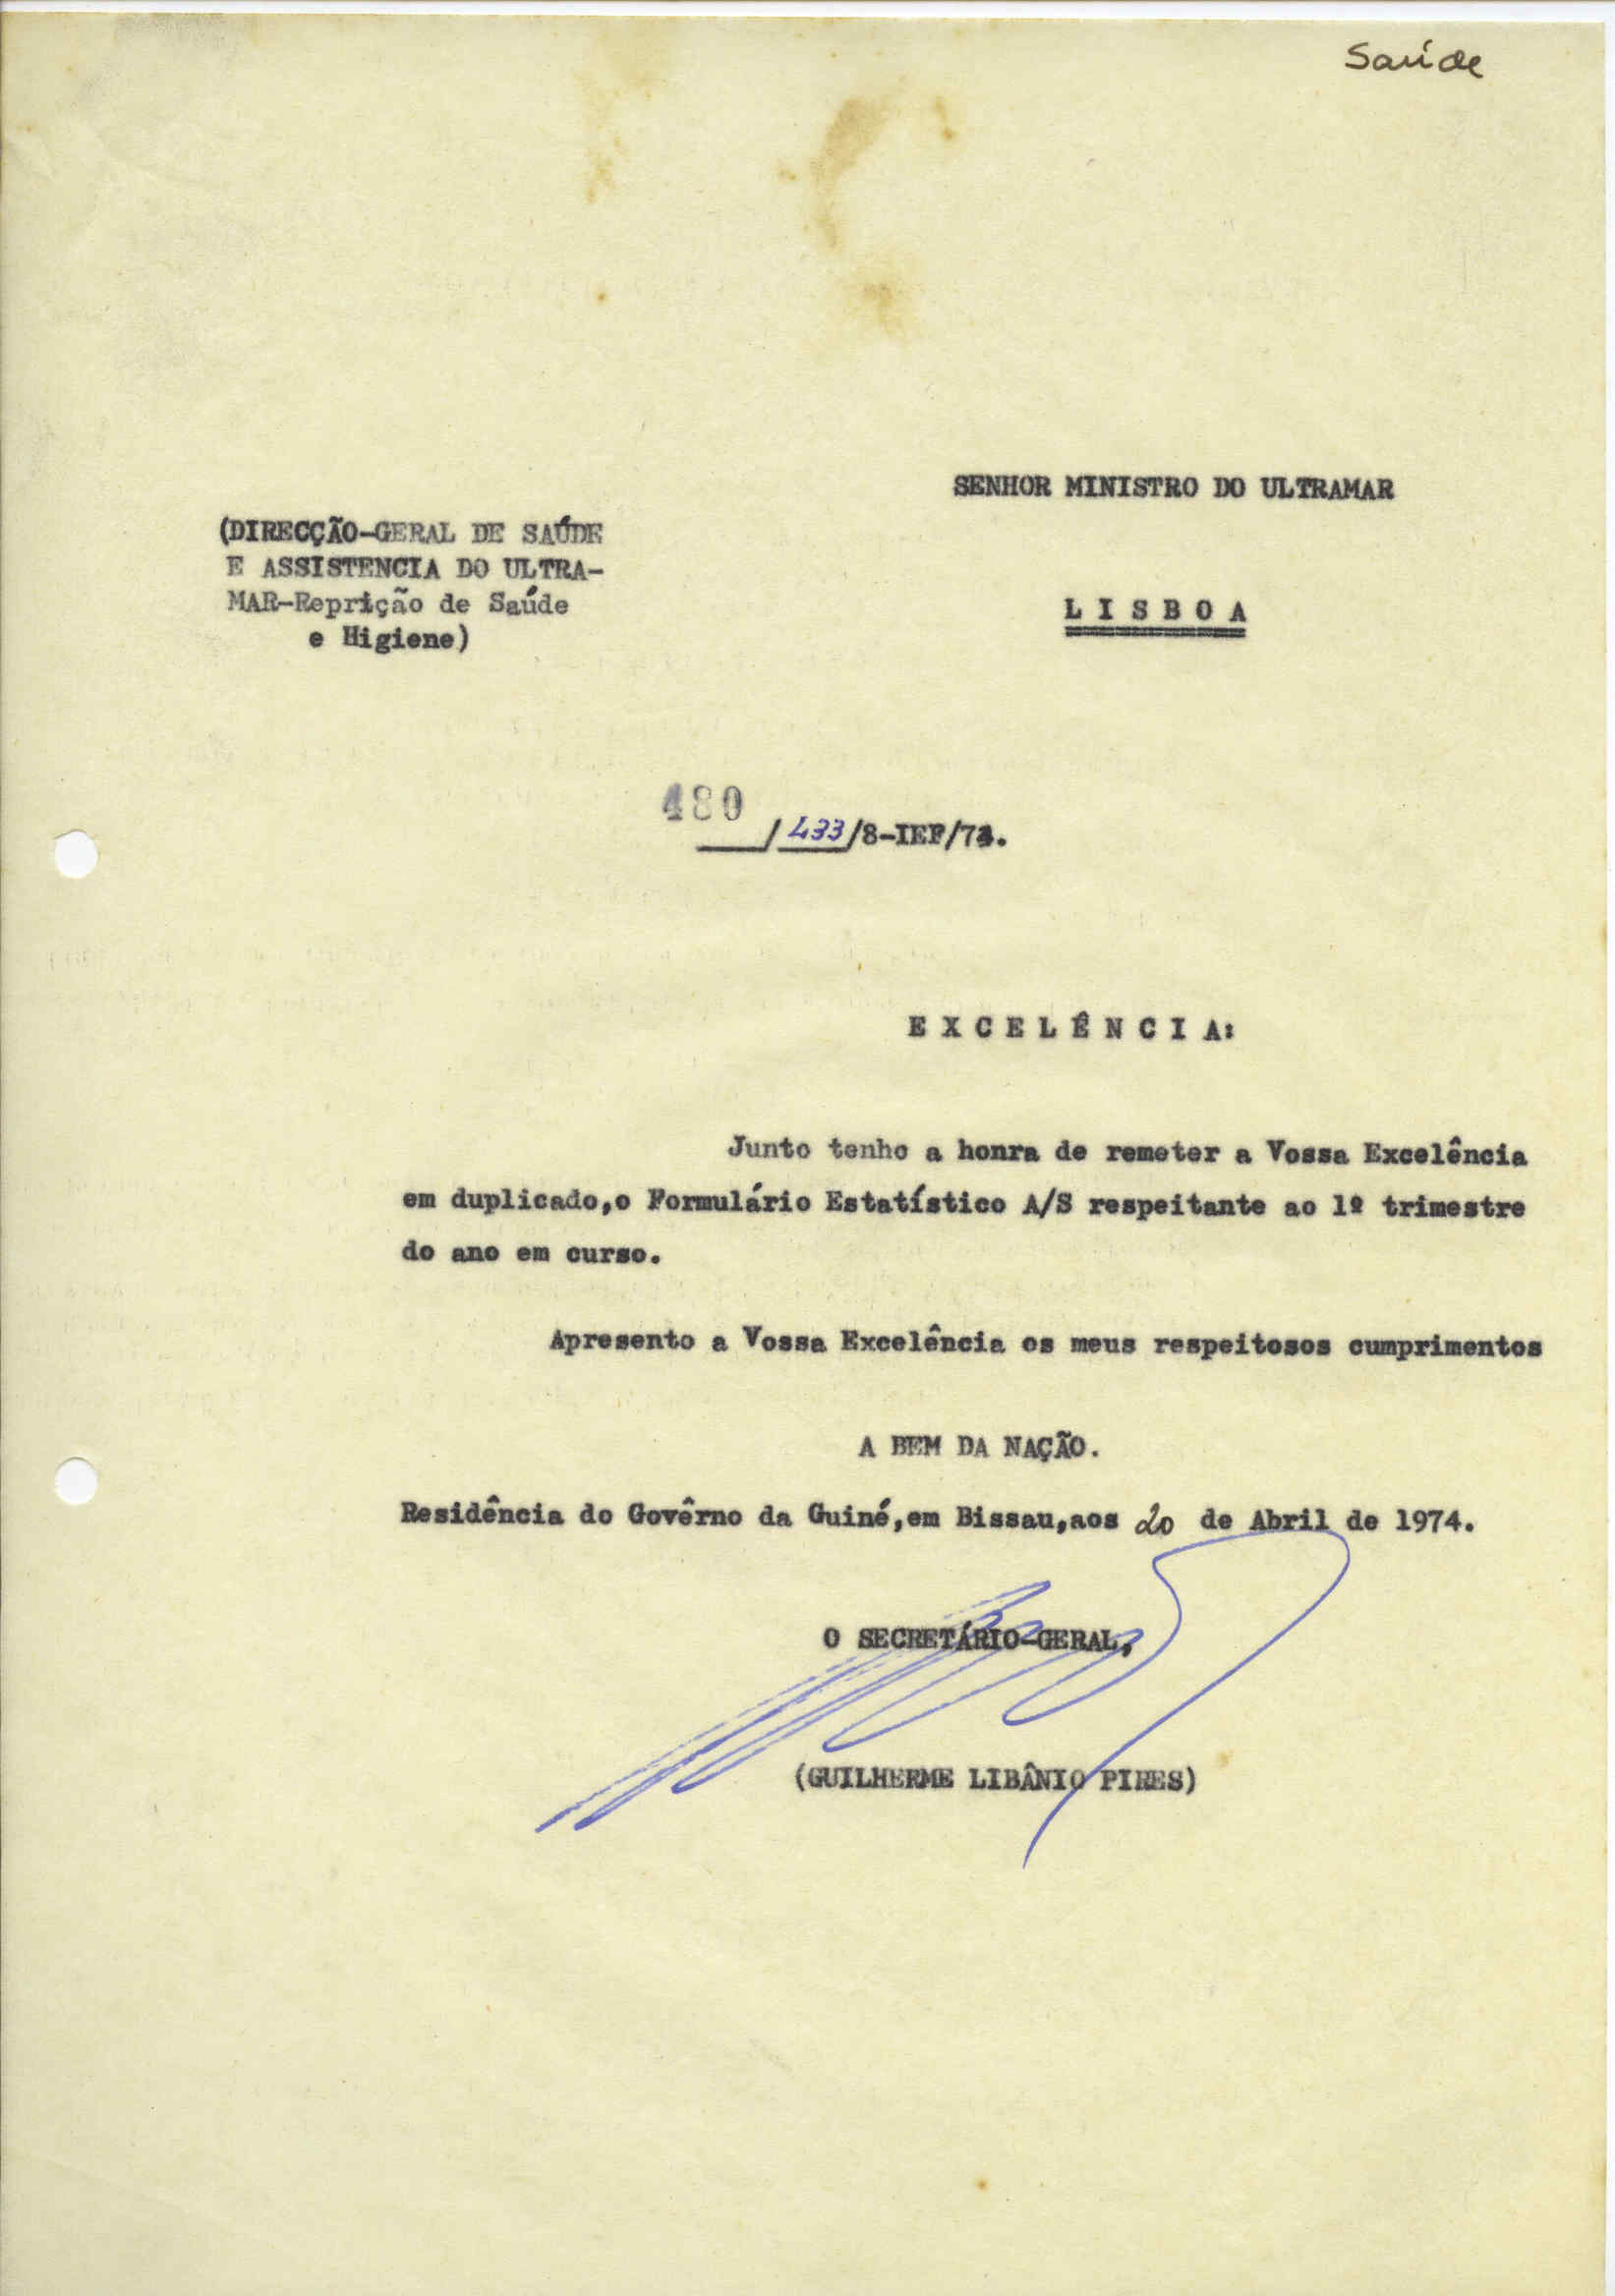 Saúde
SENHOR MINISTRO DO ULTRAMAR
(DIRECÇÃO-GERAL DE SAÚDE
E ASSISTENCIA DO ULTRA-
MAR-Reprição de Saúde
e Higiene)
L I S B O A
480
/433/8-IEF/74.
E X C E L Ê N C I A:
Junto tenho a honra de remeter a Vossa Excelência
em duplicado,o Formulário Estatístico A/S respeitante ao 1º trimestre
do ano em curso.
Apresento a Vossa Excelência os meus respeitosos cumprimentos
A BEM DA NAÇÃO.
Residência do Govêrno da Guiné,em Bissau,aos 20 de Abril de 1974.
O SECRETÁRIO-GERAL,
(GUILHERME LIBÂNIO PIRES)